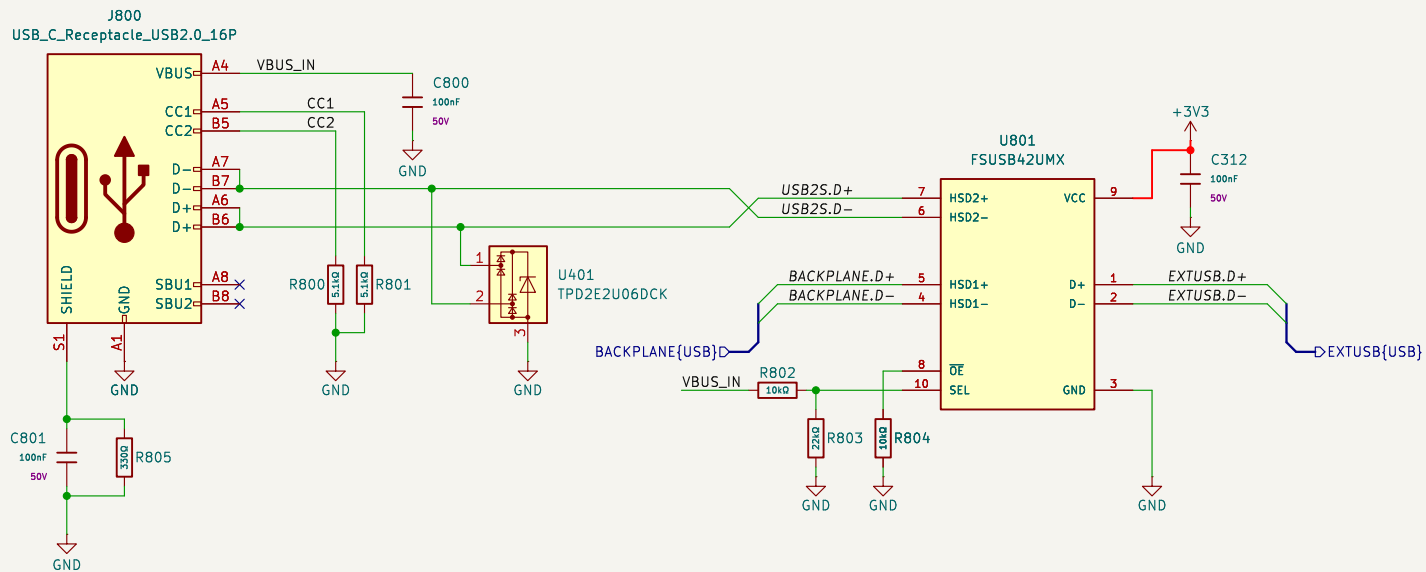 J800
USB_C_Receptacle_USB2.0_16P
VBUS
A4
VBUS_IN
CC1
A5
CC1
CC2
B5
CC2
D-
A7
D-
B7
D+
A6
D+
B6
SBU1
A8
SBU2
B8
SHIELD
GND
S1
A1
GND
C800
100nF
50V
GND
R800
5.1kΩ
5.1kΩ
R801
GND
1
2
3
U401
TPD2E2U06DCK
GND
C801
100nF
50V
330Ω
R805
GND
USB2S.D+
USB2S.D-
BACKPLANE.D+
BACKPLANE.D-
BACKPLANE{USB}
VBUS_IN
R802
10kΩ
22kΩ
R803
GND
10kΩ
R804
GND
U801
FSUSB42UMX
7
HSD2+
6
HSD2-
5
HSD1+
4
HSD1-
8
OE
10
SEL
VCC
9
D+
1
D-
2
GND
3
+3V3
C312
100nF
50V
GND
EXTUSB.D+
EXTUSB.D-
EXTUSB{USB}
GND